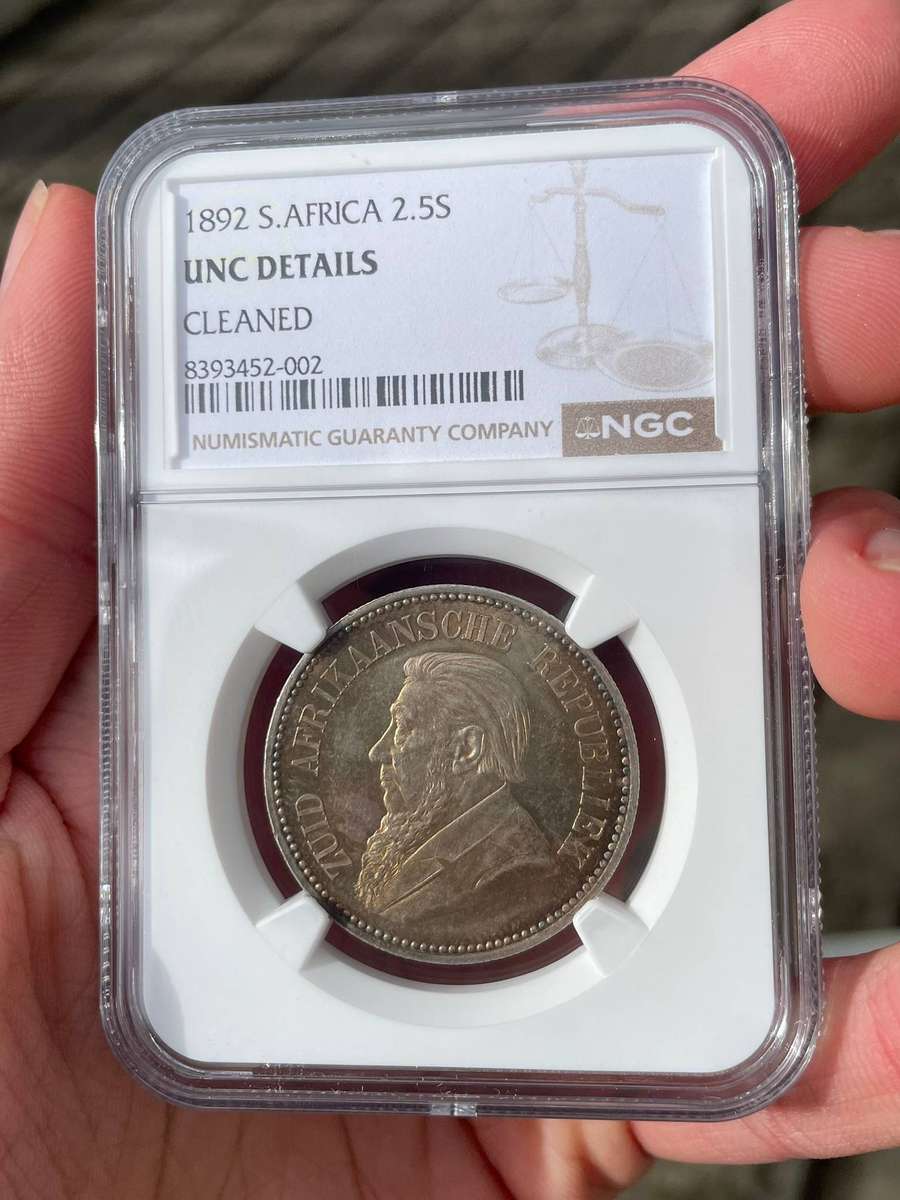 1892 S.AFRICA 2.5S
UNC DETAILS
CLEANED
8393452-002
NUMISMATIC GUARANTY COMPANY NGC
ZUID AFRIKAANSCHE REPUBLIEK